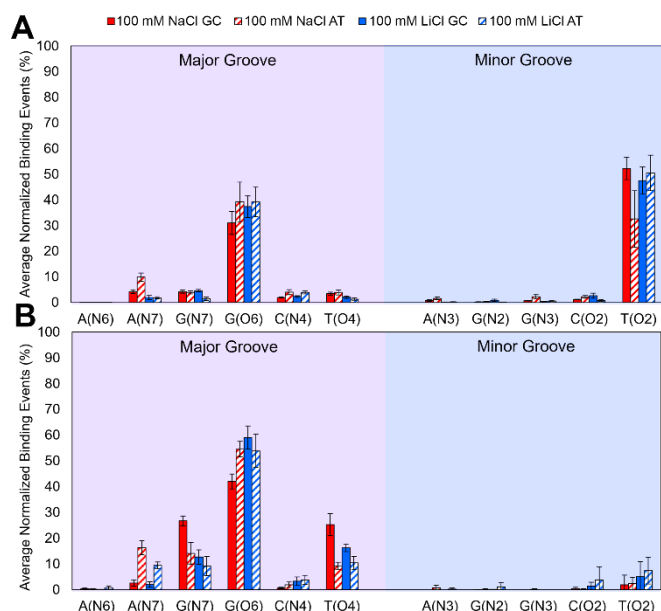 A
100 mM NaCl GC 100 mM NaCl AT 100 mM LiCl GC 100 mM LiCl AT
Average Normalized Binding Events (%)
100
90
80
70
60
50
40
30
20
10
0
Major Groove
Minor Groove
A(N6) A(N7) G(N7) G(O6) C(N4) T(O4) A(N3) G(N2) G(N3) C(O2) T(O2)
B
Average Normalized Binding Events (%)
100
90
80
70
60
50
40
30
20
10
0
Major Groove
Minor Groove
A(N6) A(N7) G(N7) G(O6) C(N4) T(O4) A(N3) G(N2) G(N3) C(O2) T(O2)